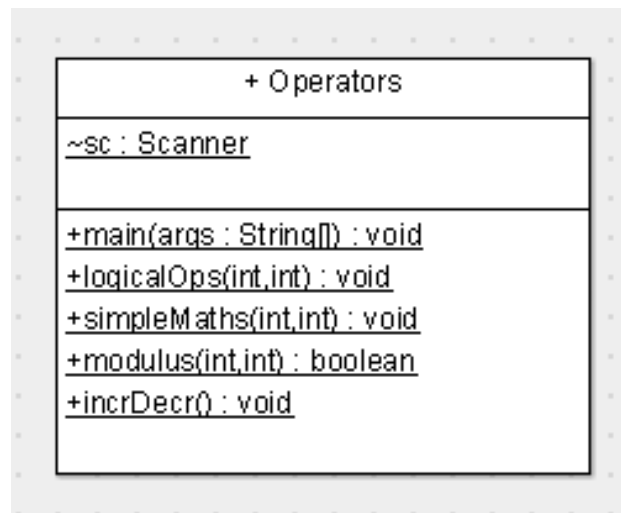 + Operators
~sc : Scanner
+main(args : String[]) : void
+logicalOps(int,int) : void
+simpleMaths(int,int) : void
+modulus(int,int) : boolean
+incrDecr() : void